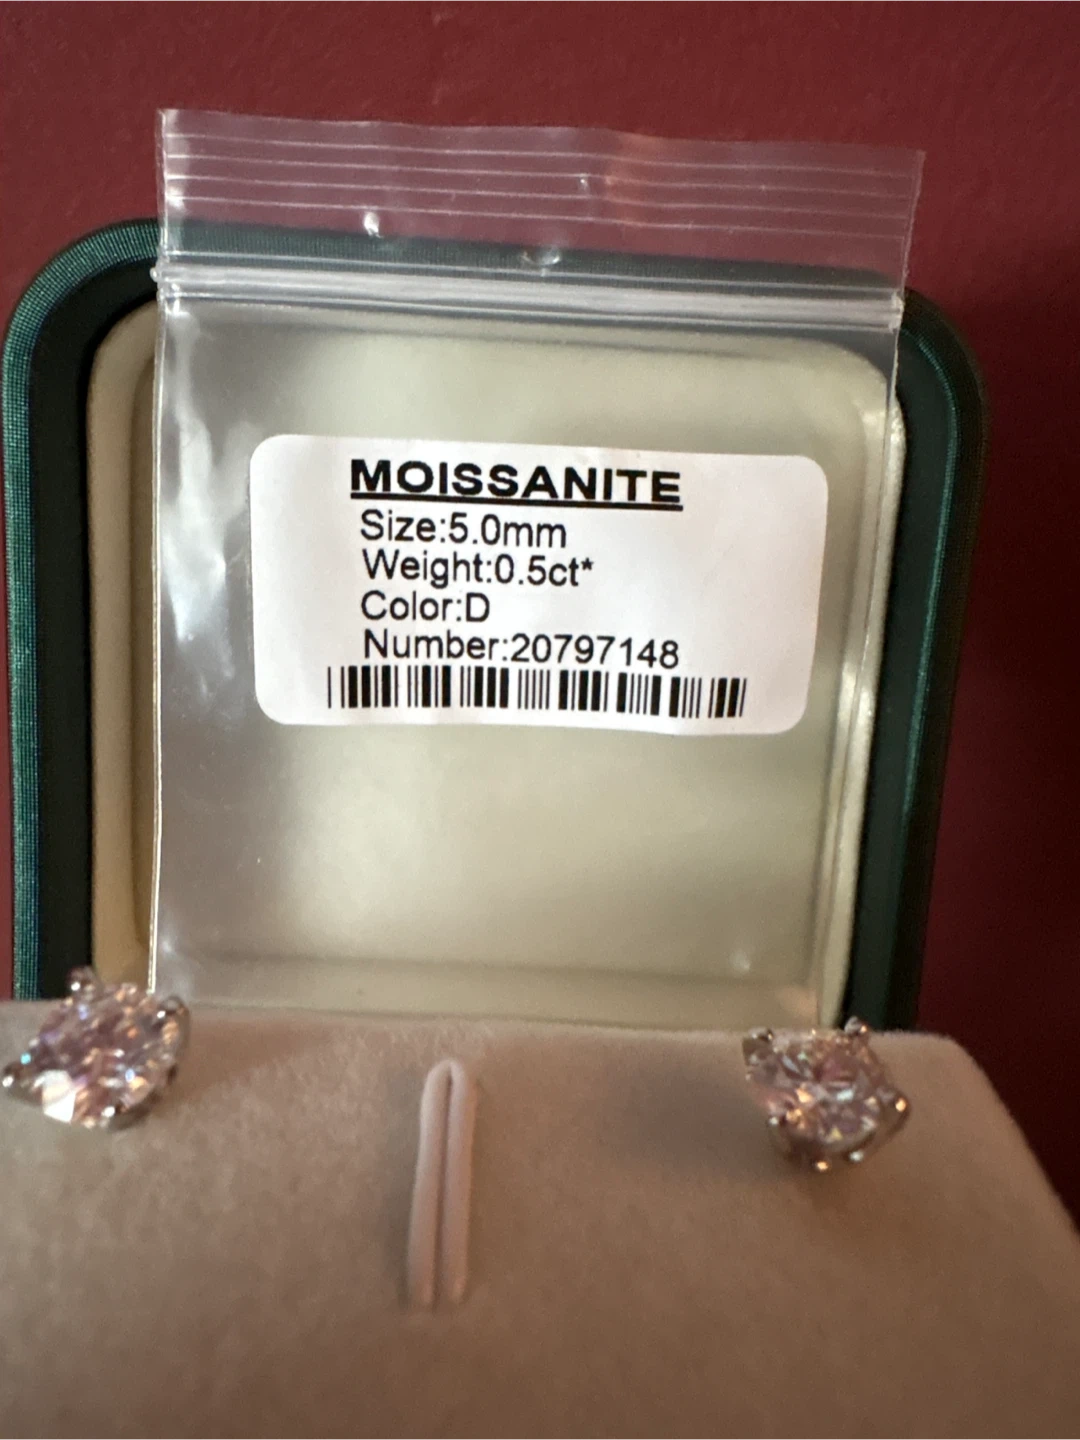 MOISSANITE
Size:5.0mm
Weight:0.5ct*
Color:D
Number:20797148